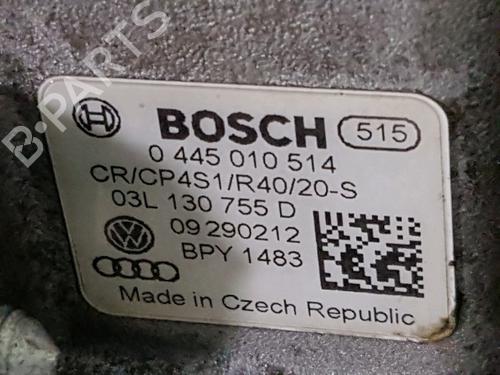 B-PARTS
BOSCH 515
0 445 010 514
CR/CP4S1/R40/20-S
03L 130 755 D
09 290212
BPY 1483
Made in Czech Republic